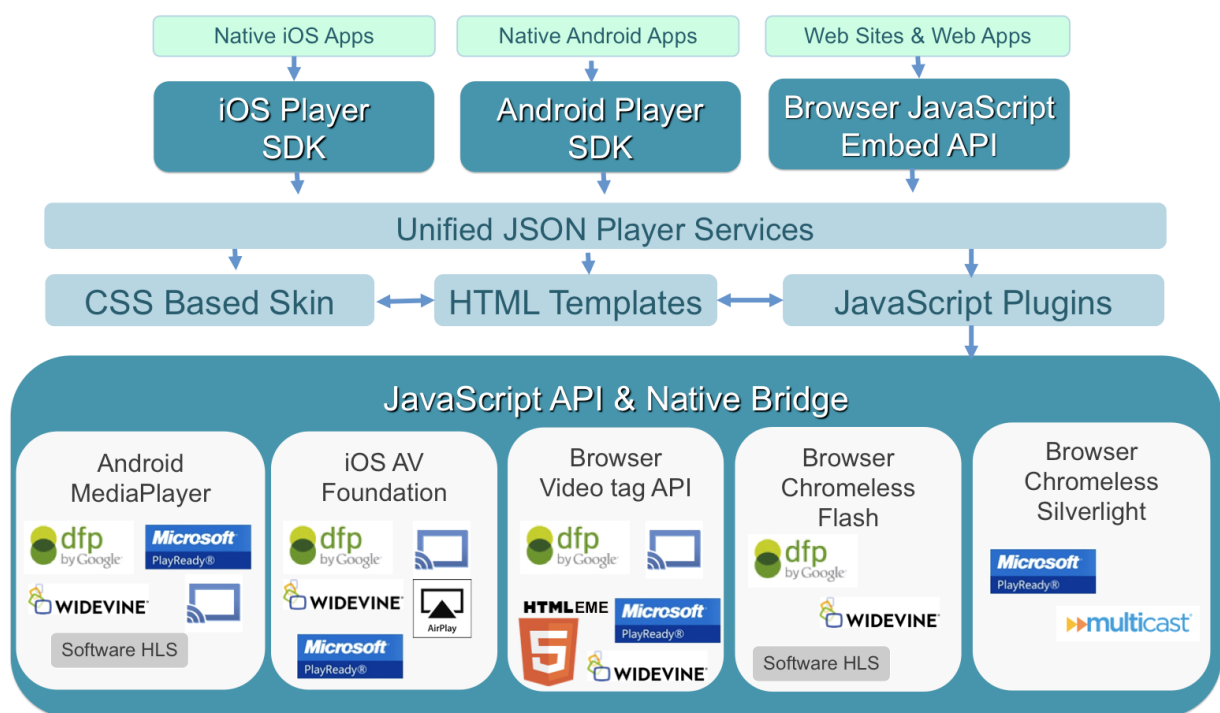 Native iOS Apps
Native Android Apps
Web Sites & Web Apps
iOS Player
SDK
Android Player
SDK
Browser JavaScript
Embed API
Unified JSON Player Services
CSS Based Skin
HTML Templates
JavaScript Plugins
JavaScript API & Native Bridge
Android
MediaPlayer
dfp
by Google
Microsoft
PlayReady®
WIDEVINE
Software HLS
iOS AV
Foundation
dfp
by Google
WIDEVINE
AirPlay
Microsoft
PlayReady®
Browser
Video tag API
dfp
by Google
HTML EME
5
Microsoft
PlayReady®
WIDEVINE
Browser
Chromeless
Flash
dfp
by Google
WIDEVINE
Software HLS
Browser
Chromeless
Silverlight
Microsoft
PlayReady®
multicast